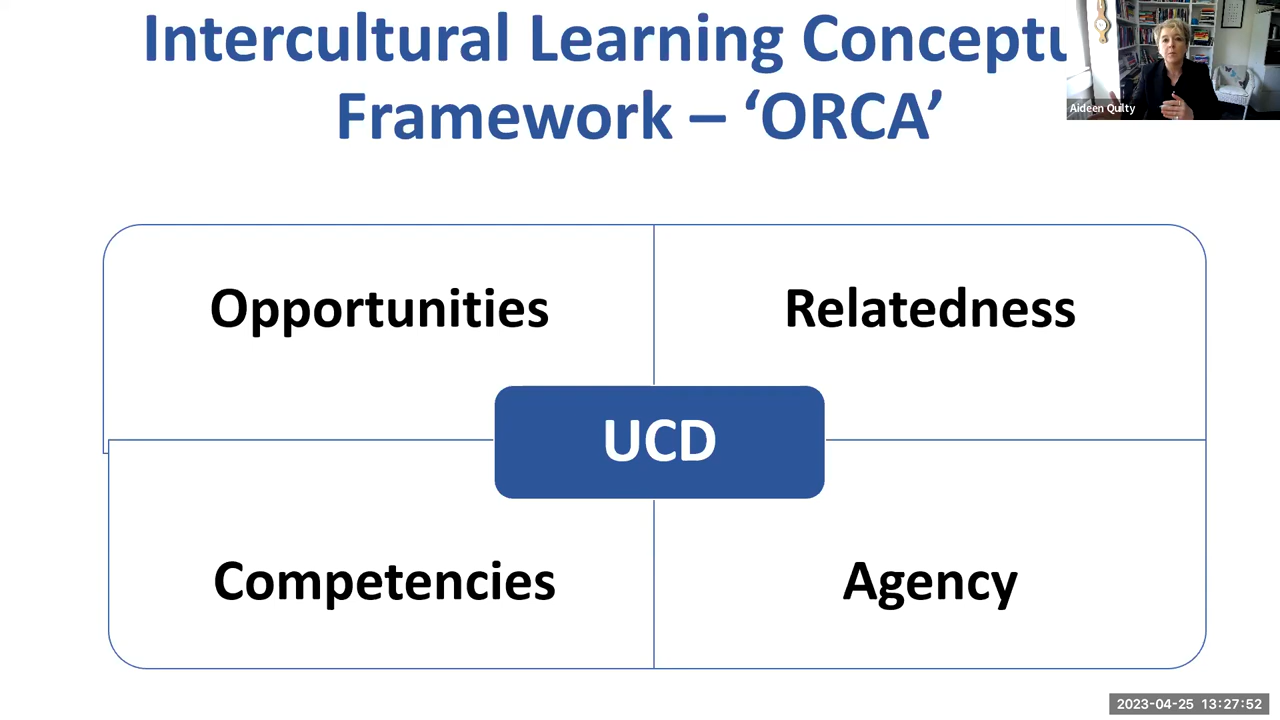 Intercultural Learning Conceptu
Framework – ‘ORCA’
Aideen Quilty
Opportunities
Relatedness
UCD
Competencies
Agency
2023-04-25 13:27:52